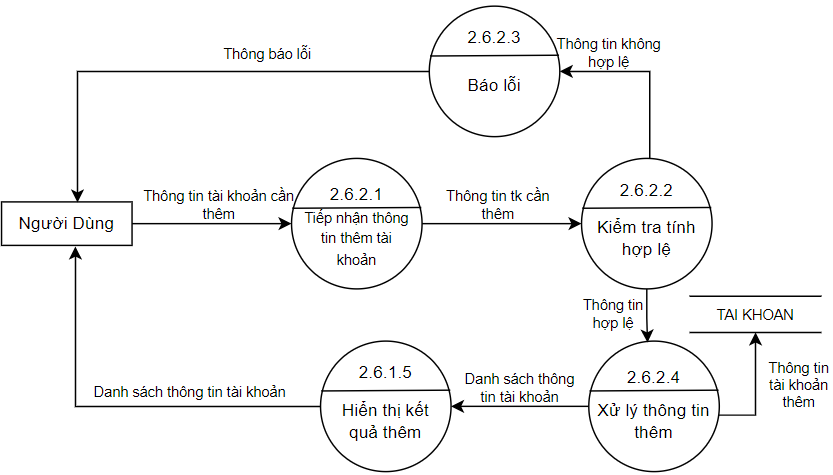 2.6.2.3
Báo lỗi
Thông báo lỗi
Thông tin không
hợp lệ
Người Dùng
Thông tin tài khoản cần
thêm
2.6.2.1
Tiếp nhận thông
tin thêm tài
khoản
Thông tin tk cần
thêm
2.6.2.2
Kiểm tra tính
hợp lệ
Thông tin
hợp lệ
TAI KHOAN
Thông tin
tài khoản
thêm
2.6.2.4
Xử lý thông tin
thêm
Danh sách thông
tin tài khoản
2.6.1.5
Hiển thị kết
quả thêm
Danh sách thông tin tài khoản